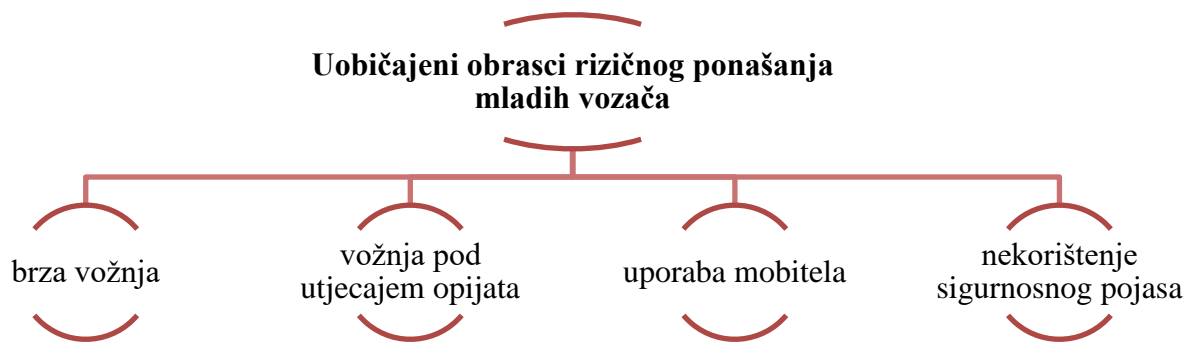 Uobičajeni obrasci rizičnog ponašanja
mladih vozača
brza vožnja
vožnja pod
utjecajem opijata
uporaba mobitela
nekorištenje
sigurnosnog pojasa